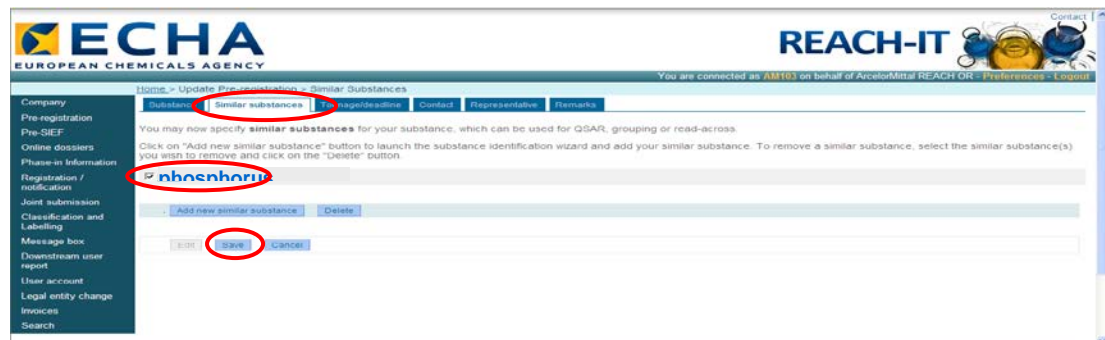 Contact
ECHA
EUROPEAN CHEMICALS AGENCY
REACH-IT
You are connected as AM103 on behalf of ArcelorMittal REACH OR - Preferences - Logout
Home > Update Pre-registration > Similar Substances
Substance Similar substances Tonnage/deadline Contact Representative Remarks
You may now specify similar substances for your substance, which can be used for QSAR, grouping or read-across.
Click on "Add new similar substance" button to launch the substance identification wizard and add your similar substance. To remove a similar substance, select the similar substance(s)
you wish to remove and click on the "Delete" button.
phosphorus
Add new similar substance Delete
Edit Save Cancel
Company
Pre-registration
Pre-SIEF
Online dossiers
Phase-in Information
Registration /
notification
Joint submission
Classification and
Labelling
Message box
Downstream user
report
User account
Legal entity change
Invoices
Search